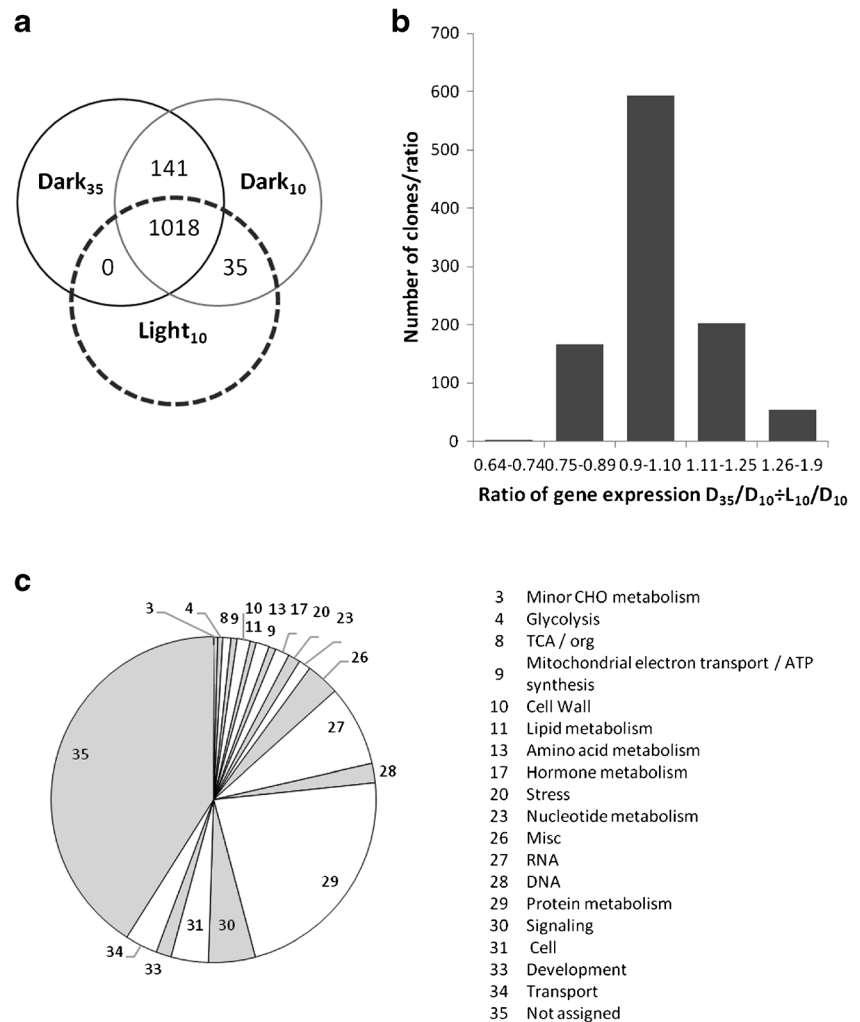 a
Dark35
141
Dark10
1018
0
35
Light10
b
Number of clones/ratio
700
600
500
400
300
200
100
0
0.64-0.74 0.75-0.89 0.9-1.10 1.11-1.25 1.26-1.9
Ratio of gene expression D35/D10÷L10/D10
c
3 4 8 9 10 11 9 13 17 20 23
26
27
28
29
30
31
33
34
35
3 Minor CHO metabolism
4 Glycolysis
8 TCA / org
9 Mitochondrial electron transport / ATP
synthesis
10 Cell Wall
11 Lipid metabolism
13 Amino acid metabolism
17 Hormone metabolism
20 Stress
23 Nucleotide metabolism
26 Misc
27 RNA
28 DNA
29 Protein metabolism
30 Signaling
31 Cell
33 Development
34 Transport
35 Not assigned